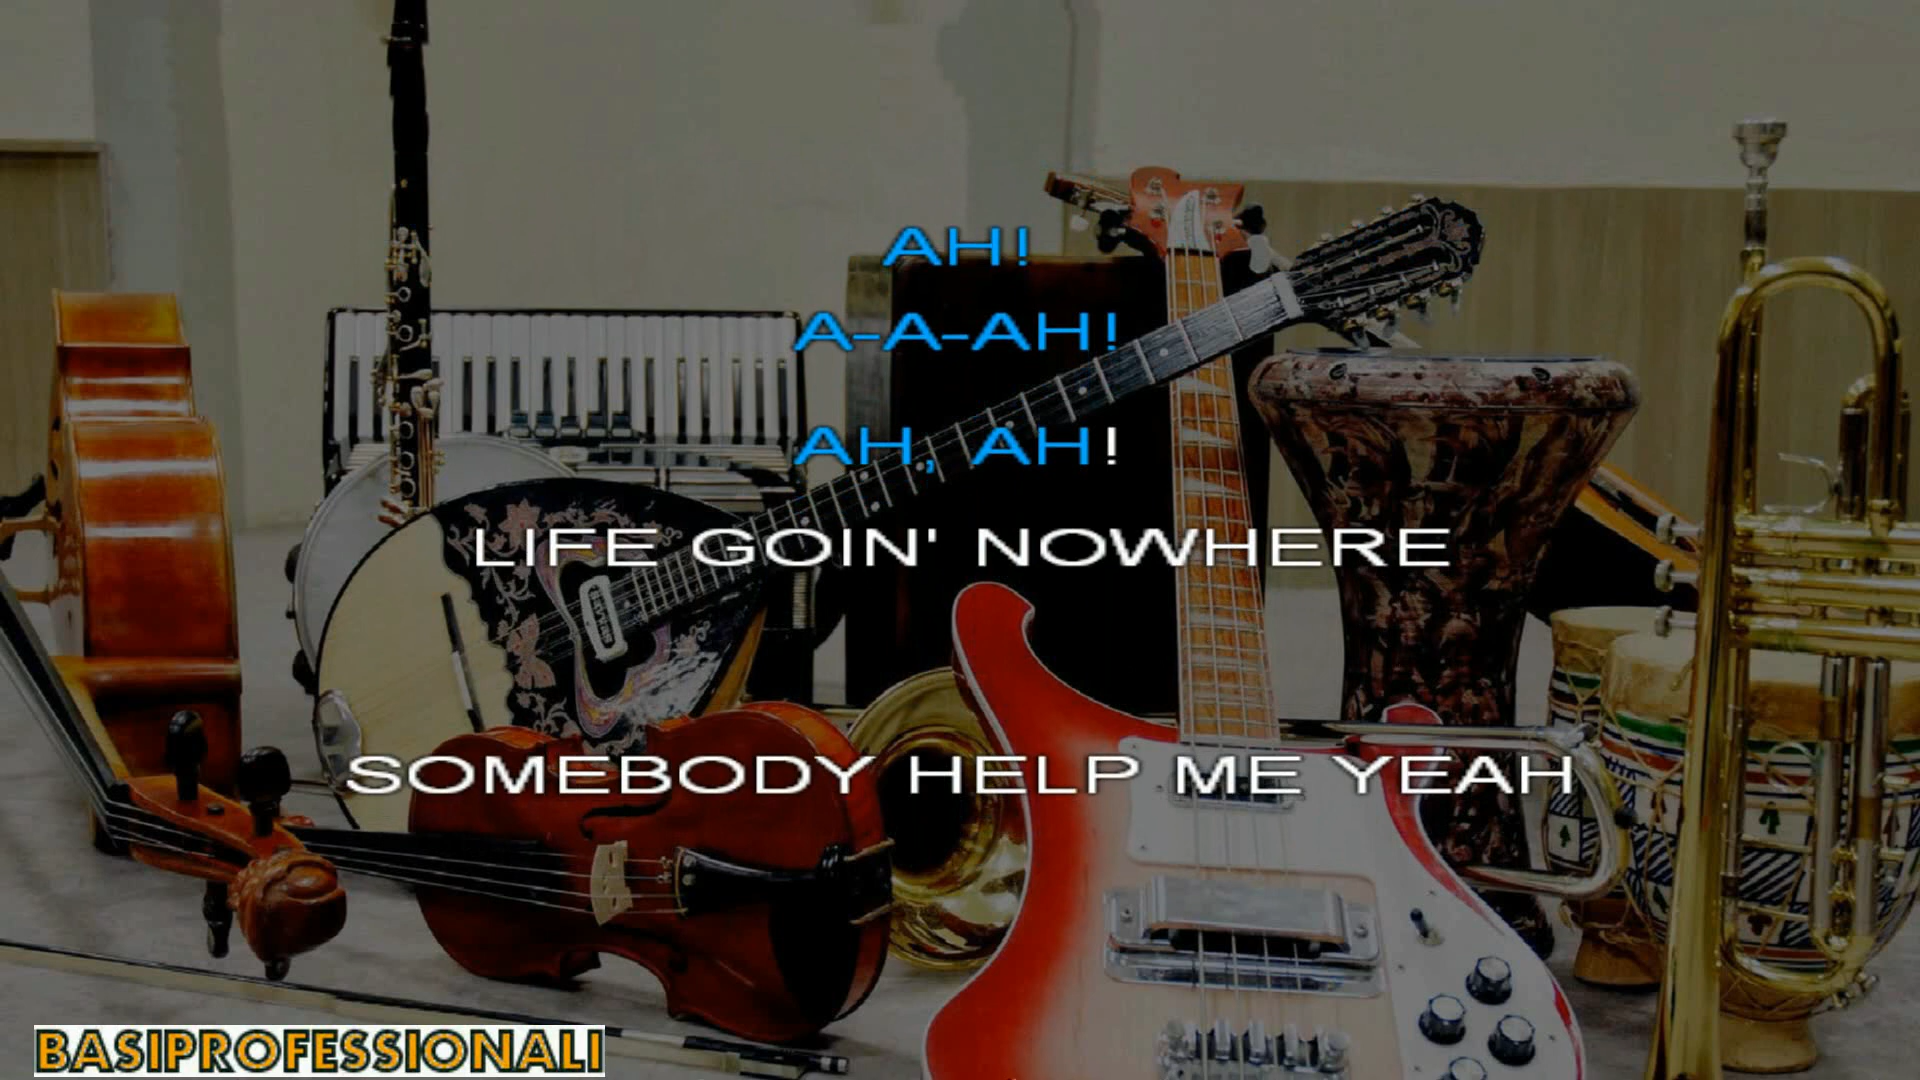 AH!
A-A-AH!
AH, AH!
LIFE GOIN' NOWHERE
SOMEBODY HELP ME YEAH
BASIPROFESSIONALI